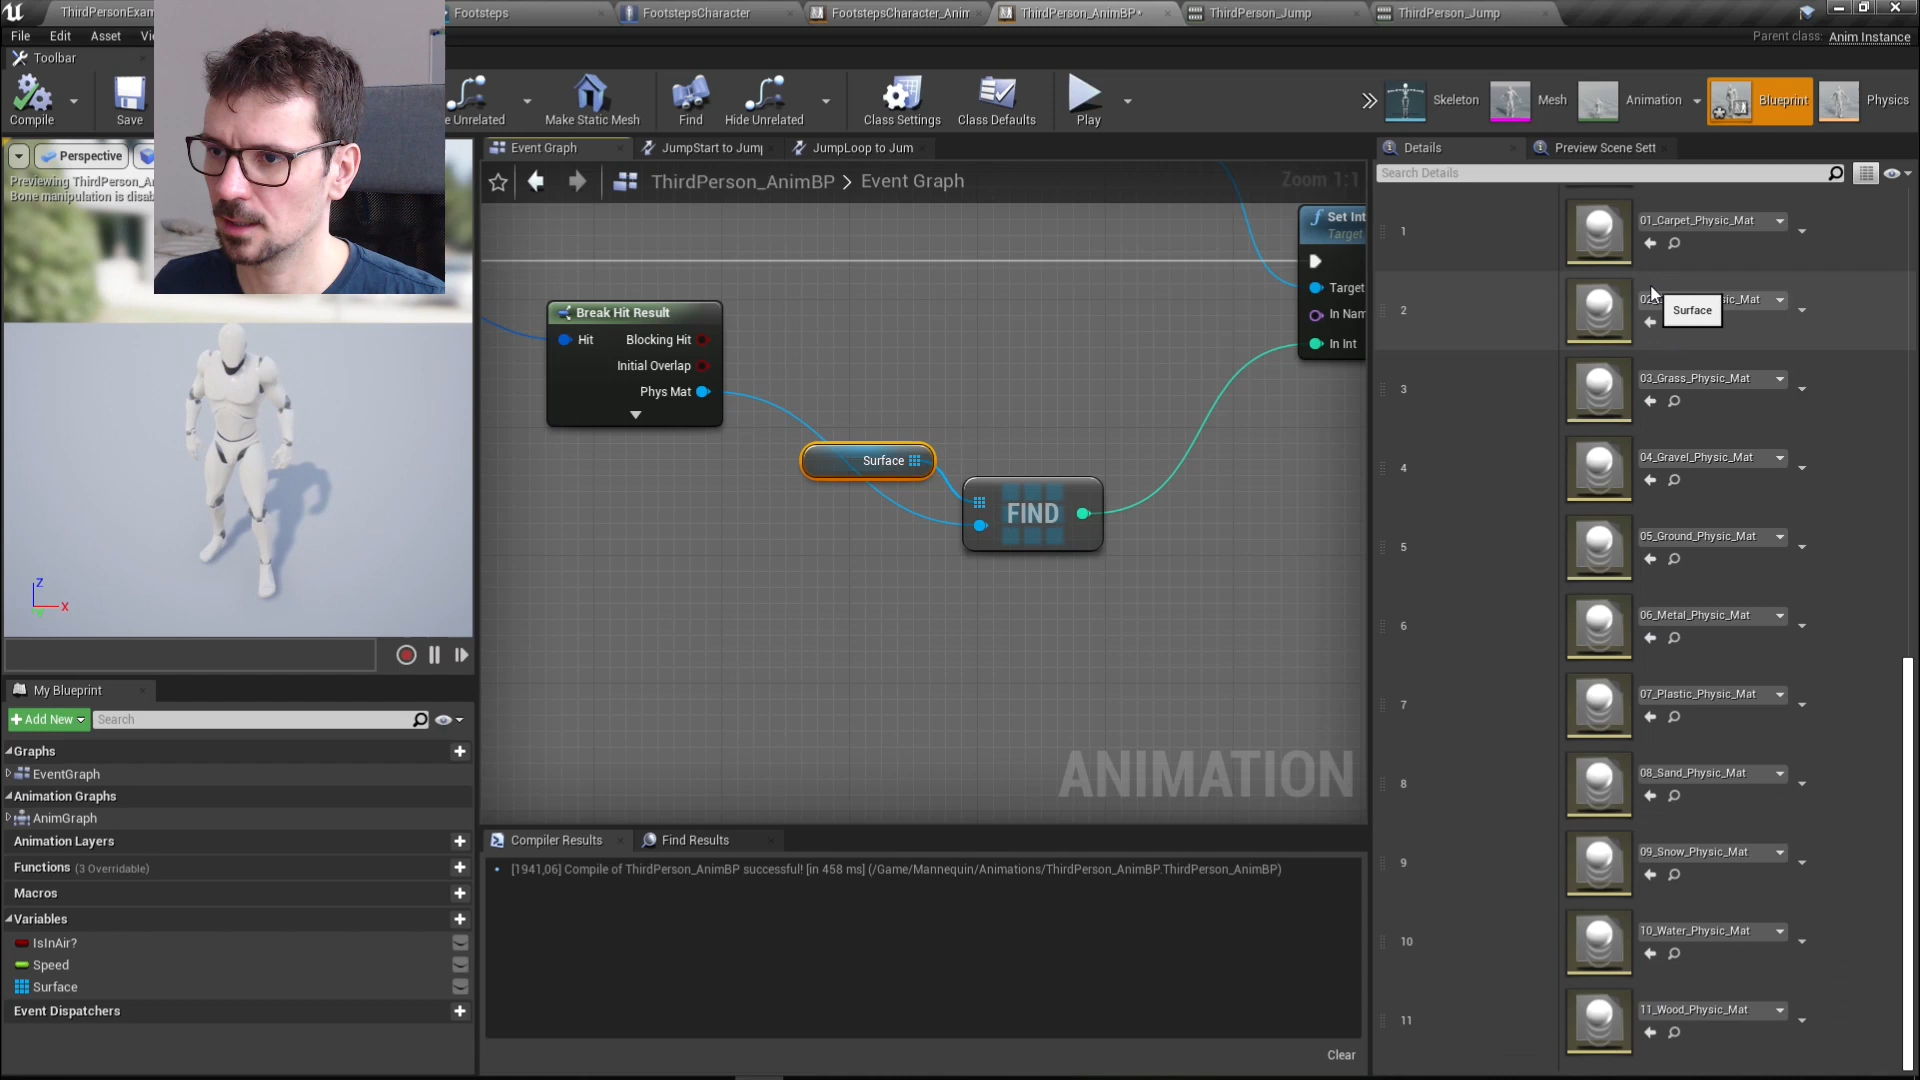 ThirdPersonExam
Footsteps
FootstepsCharacter
FootstepsCharacter_Anim
ThirdPerson_AnimBP*
ThirdPerson_Jump
ThirdPerson_Jump
File
Edit
Asset
Parent class: Anim Instance
Toolbar
Compile
Save
e Unrelated
Make Static Mesh
Find
Hide Unrelated
Class Settings
Class Defaults
Play
Skeleton
Mesh
Animation
Blueprint
Physics
Perspective
Previewing ThirdPerson_An
Bone manipulation is disab
Event Graph
JumpStart to Jump
JumpLoop to Jum
ThirdPerson_AnimBP > Event Graph
Zoom 1:1
Break Hit Result
Hit
Blocking Hit
Initial Overlap
Phys Mat
Surface
FIND
Set Int
Target
Target
In Nam
In Int
ANIMATION
Z
X
My Blueprint
Add New
Search
Graphs
EventGraph
Animation Graphs
AnimGraph
Animation Layers
Functions (3 Overridable)
Macros
Variables
IsInAir?
Speed
Surface
Event Dispatchers
Compiler Results
Find Results
[1941,06] Compile of ThirdPerson_AnimBP successful! [in 458 ms] (/Game/Mannequin/Animations/ThirdPerson_AnimBP.ThirdPerson_AnimBP)
Clear
Details
Preview Scene Sett
Search Details
1
01_Carpet_Physic_Mat
2
Surface
3
03_Grass_Physic_Mat
4
04_Gravel_Physic_Mat
5
05_Ground_Physic_Mat
6
06_Metal_Physic_Mat
7
07_Plastic_Physic_Mat
8
08_Sand_Physic_Mat
9
09_Snow_Physic_Mat
10
10_Water_Physic_Mat
11
11_Wood_Physic_Mat